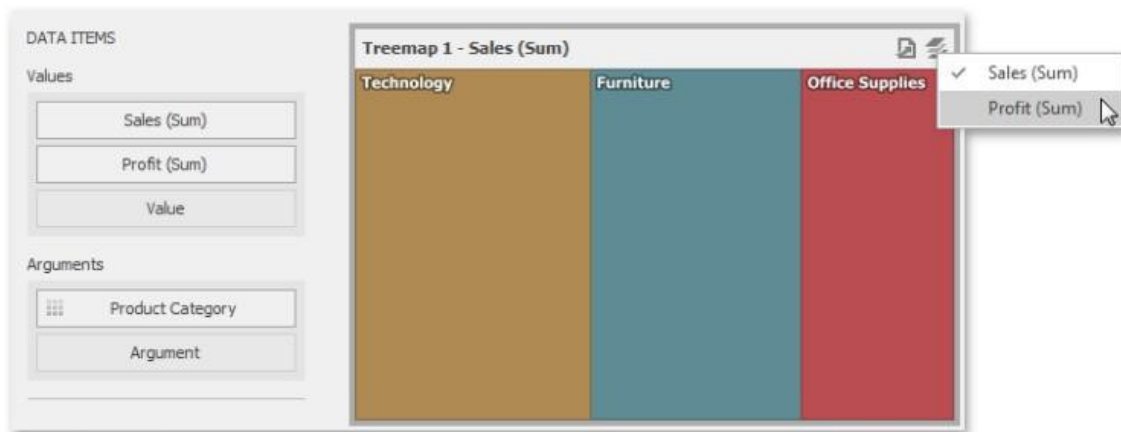 DATA ITEMS
Values
Sales (Sum)
Profit (Sum)
Value
Arguments
Product Category
Argument
Treemap 1 - Sales (Sum)
Technology
Furniture
Office Supplies
Sales (Sum)
Profit (Sum)